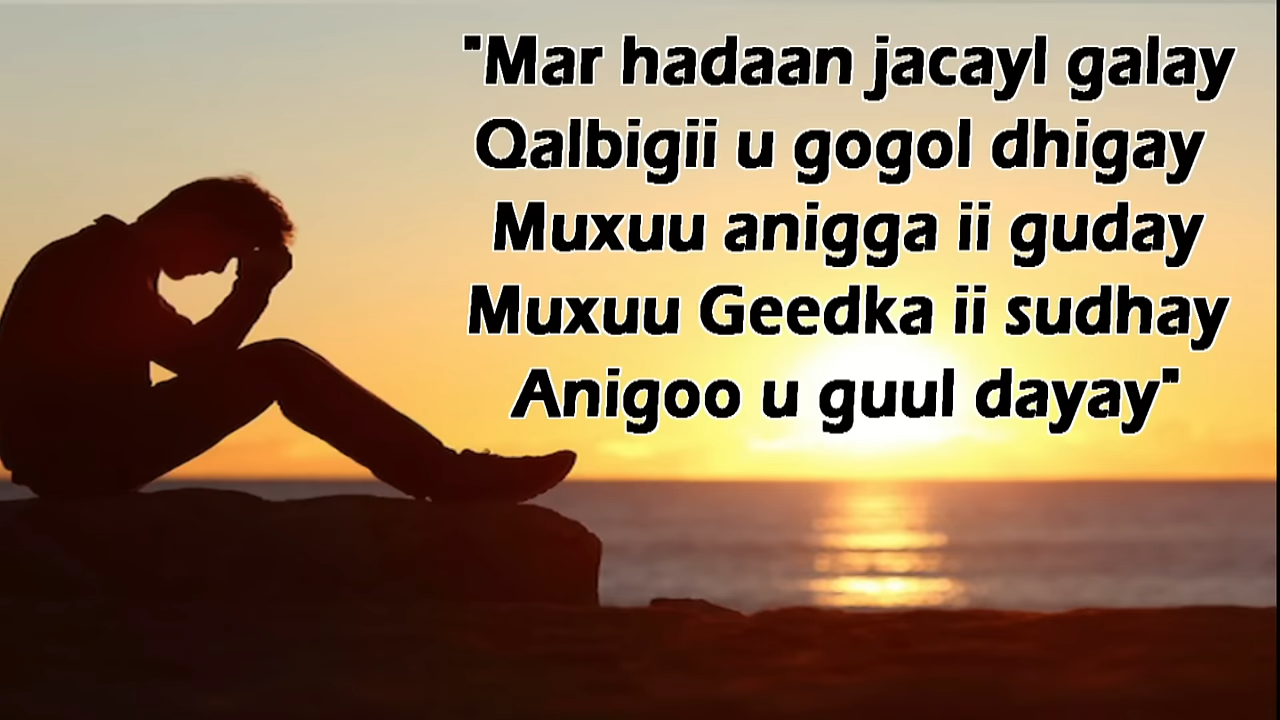 "Mar hadaan jacayl galay
Qalbigii u gogol dhigay
Muxuu anigga ii guday
Muxuu Geedka ii sudhay
Anigoo u guul dayay"